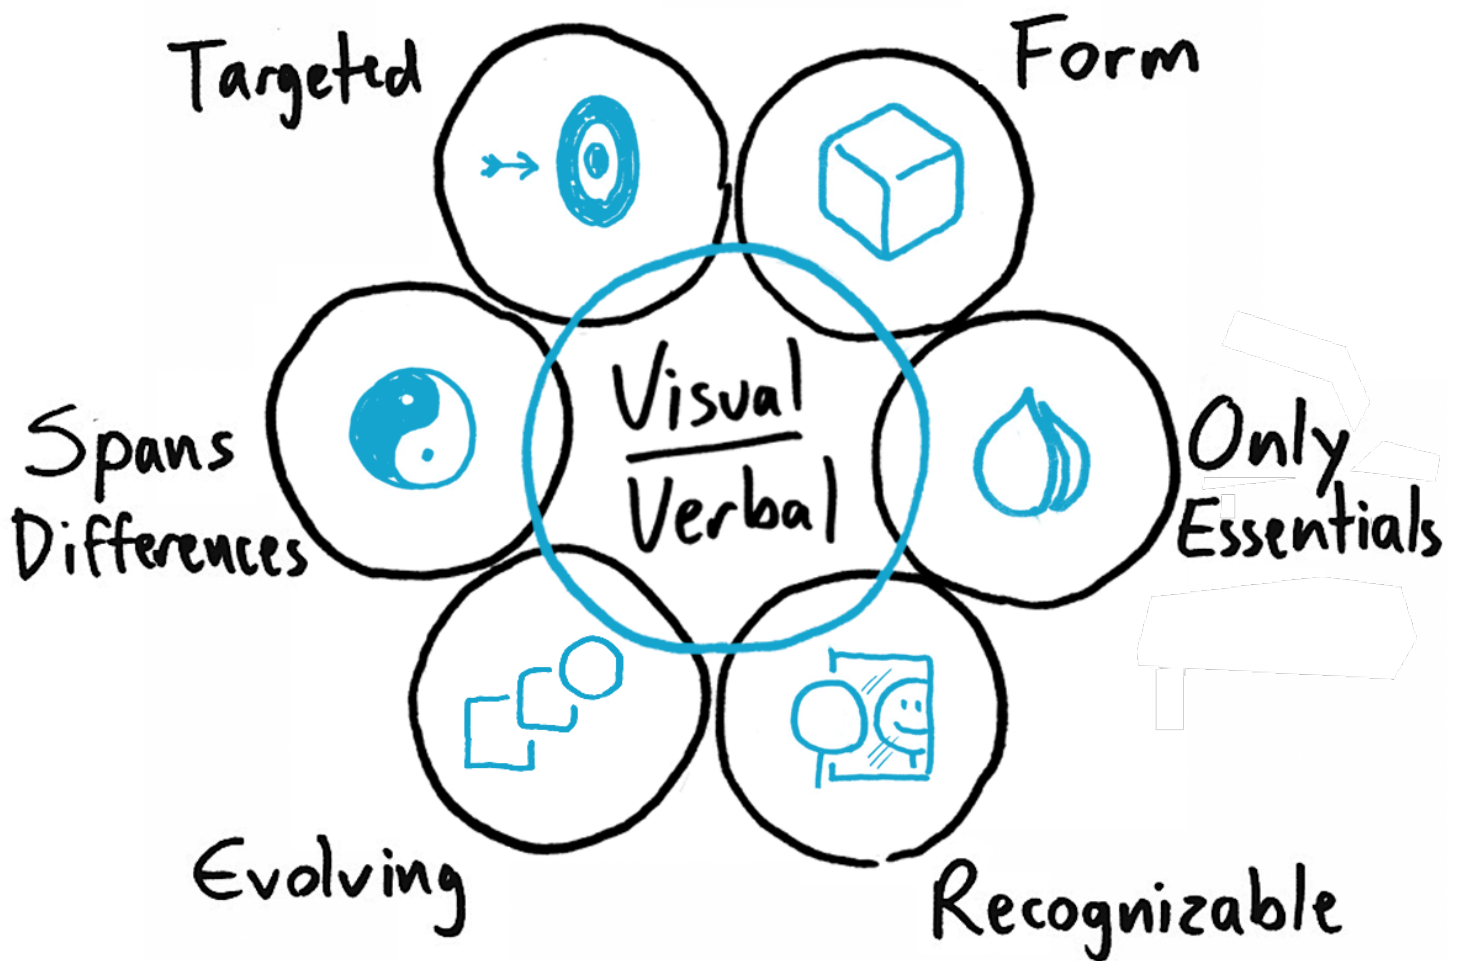 Targeted
Form
Visual
Verbal
Spans
Differences
Only
Essentials
Evolving
Recognizable